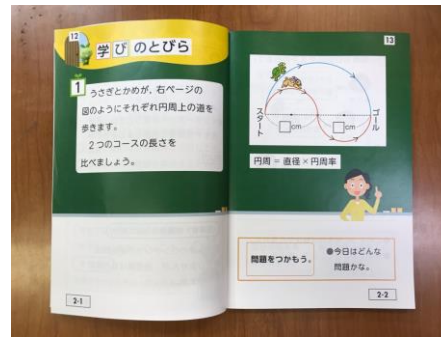 12
学びのとびら
1 うさぎとかめが、右ページの
図のようにそれぞれ円周上の道を
歩きます。
2つのコースの長さを
比べましょう。
2-1
13
スタート
□cm
□cm
ゴール
円周 = 直径×円周率
問題をつかもう。
●今日はどんな
問題かな。
2-2